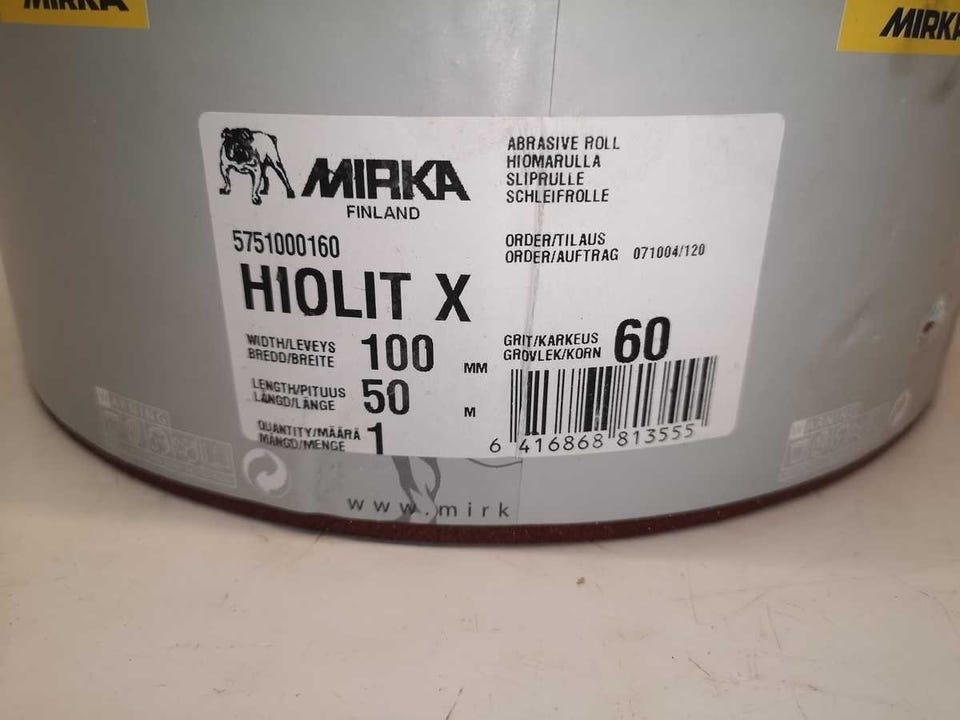 MIRKA
MIRKA
MIRKA
FINLAND
5751000160
HIOLIT X
WIDTH/LEVEYS
BREDD/BREITE
100 MM
LENGTH/PITUUS
LÄNGD/LÄNGE
50 M
QUANTITY/MÄÄRÄ
MÄNGD/MENGE
1
ABRASIVE ROLL
HIOMARULLA
SLIPRULLE
SCHLEIFROLLE
ORDER/TILAUS
ORDER/AUFTRAG 071004/120
GRIT/KARKEUS
GROVLEK/KORN
60
6 416868 813555
WARNING
WARNING
www.mirk